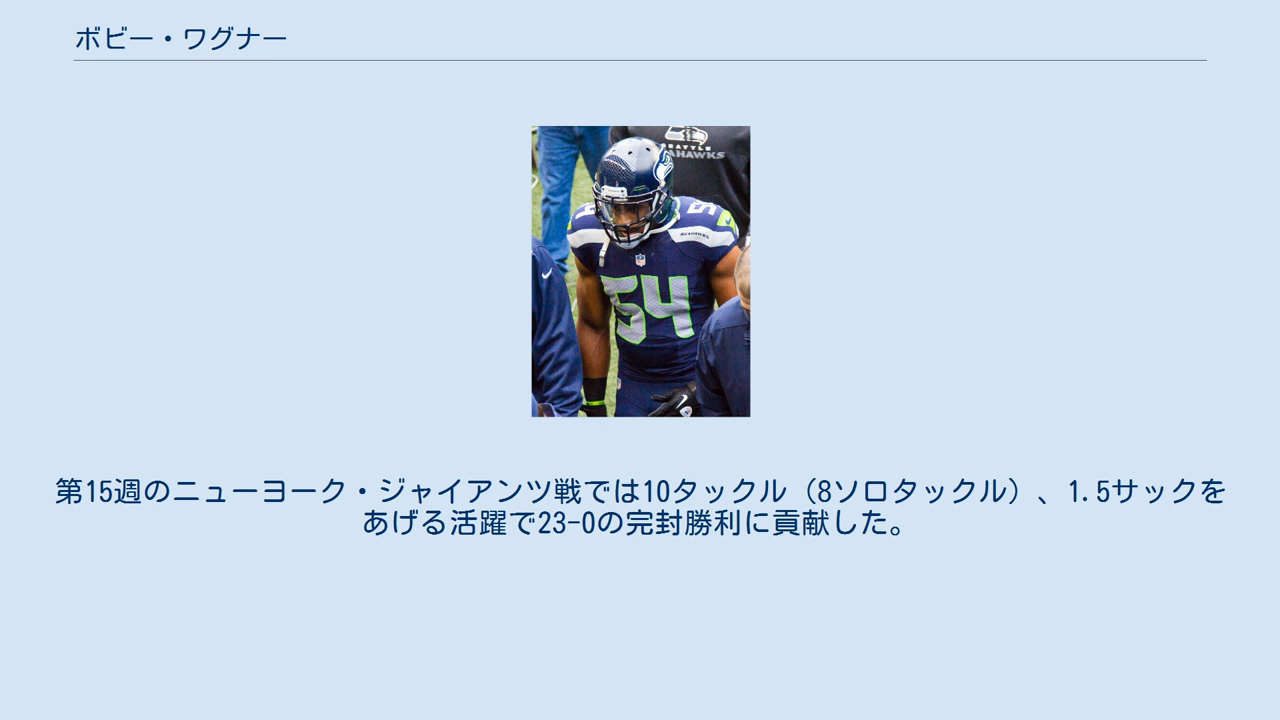 ボビー・ワグナー
SEATTLE
SEAHAWKS
54
第15週のニューヨーク・ジャイアンツ戦では10タックル（8ソロタックル）、1.5サックを
あげる活躍で23-0の完封勝利に貢献した。